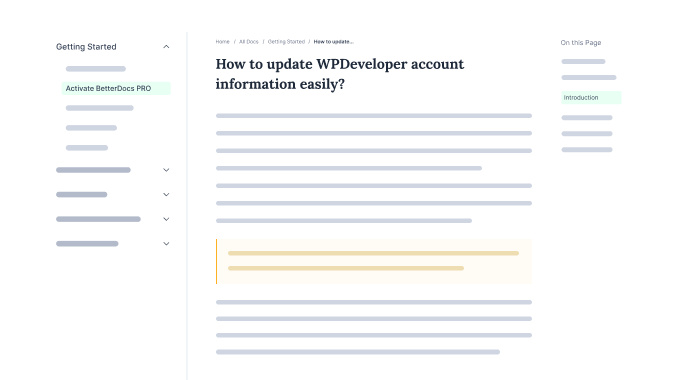 Getting Started
Activate BetterDocs PRO
Home / All Docs / Getting Started / How to update...
How to update WPDeveloper account
information easily?
On this Page
Introduction